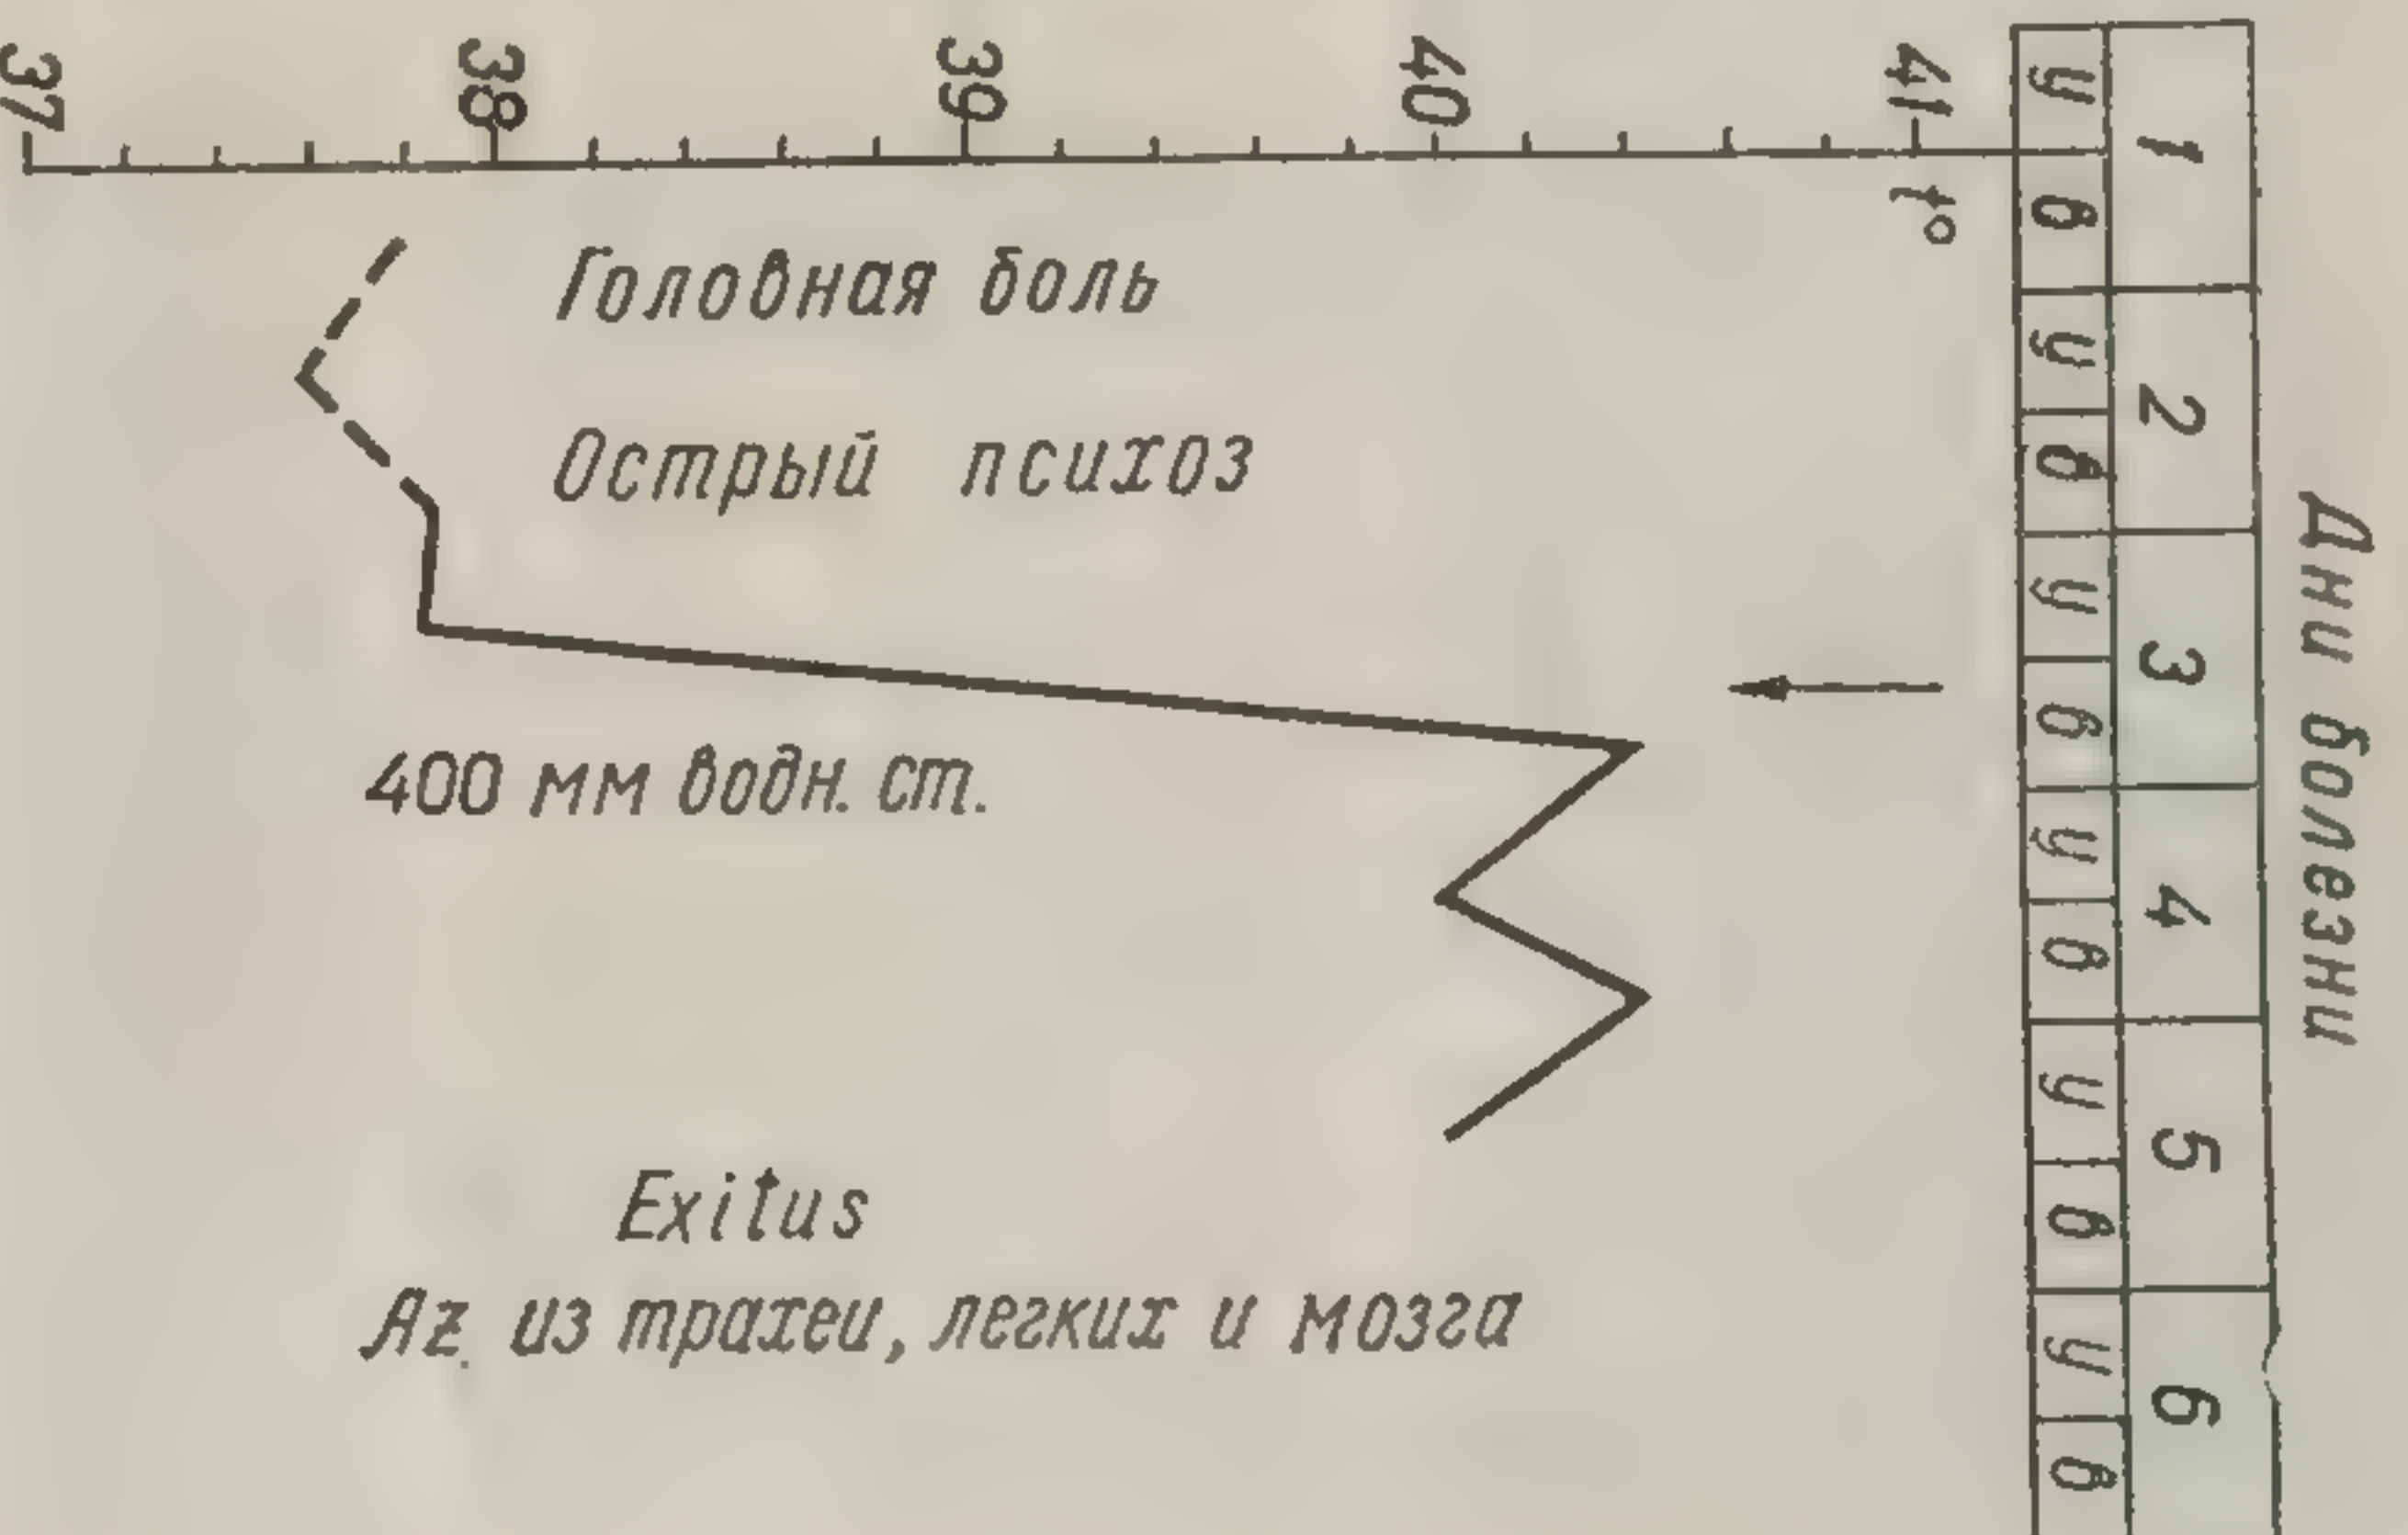 Дни болезни
1 2 3 4 5 6
у в у в у в у в у в у в
t°
41
40
39
38
37
Головная боль
Острый психоз
400 мм водн. ст.
Exitus
Az. из трахеи, легких и мозга